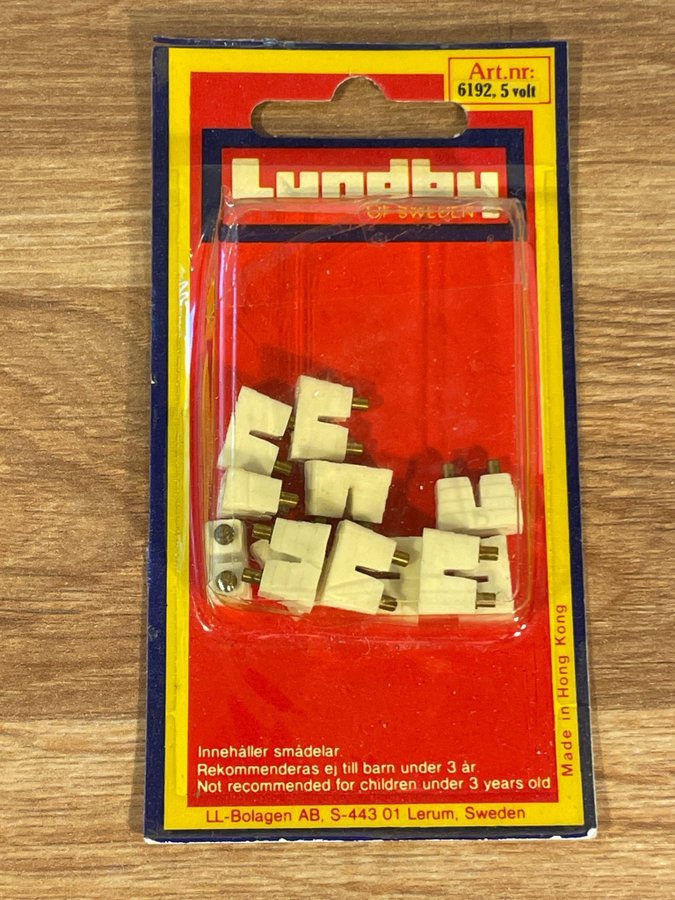 Art.nr:
6192, 5 volt
Lundby
OF SWEDEN
Innehåller smådelar.
Rekommenderas ej till barn under 3 år.
Not recommended for children under 3 years old
Made in Hong Kong
LL-Bolagen AB, S-443 01 Lerum, Sweden